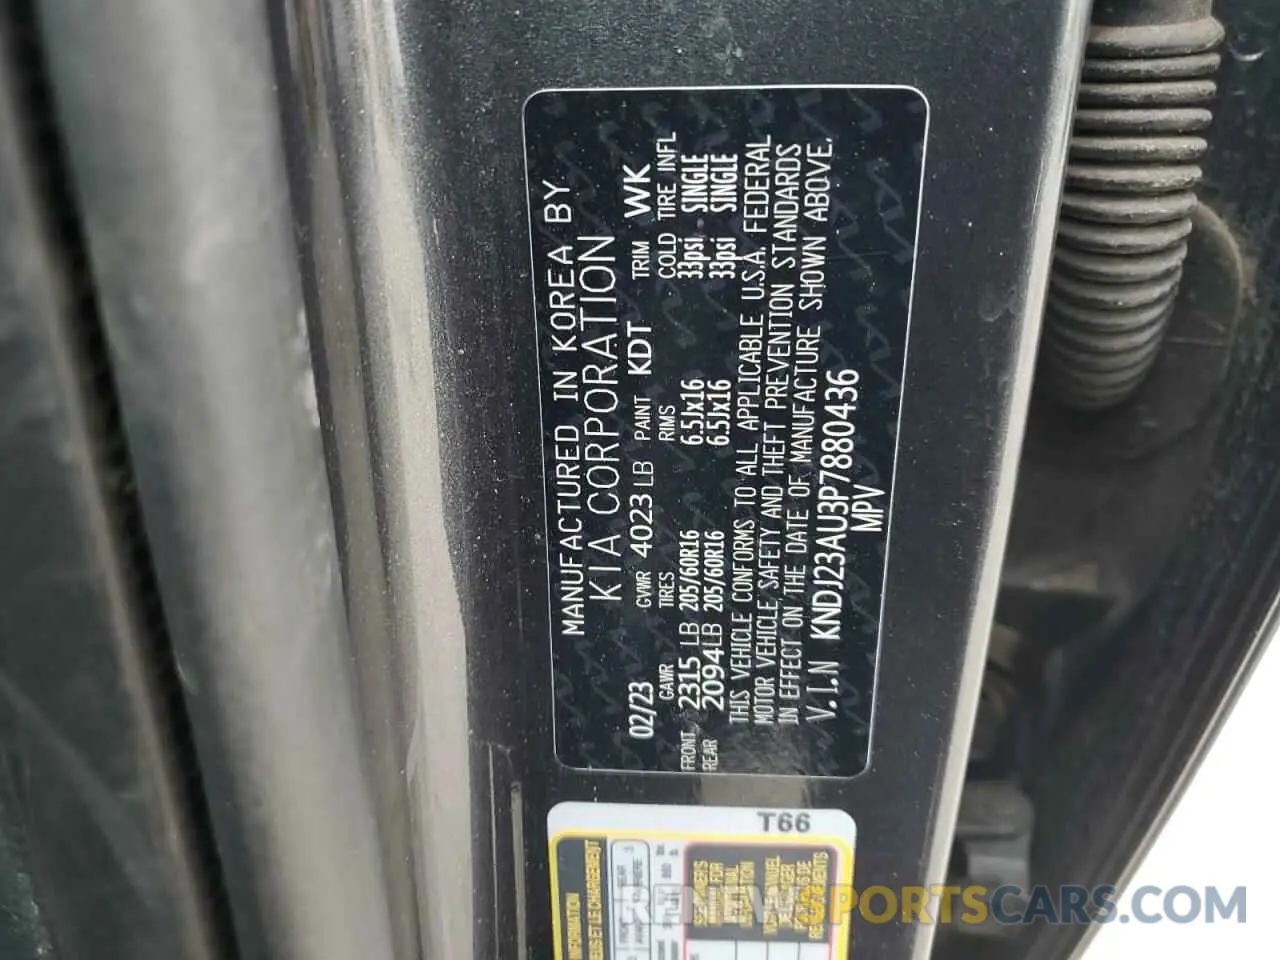 MANUFACTURED IN KOREA BY
KIA CORPORATION
02/23 GVWR 4023 LB PAINT KDT TRIM WK
GAWR TIRES RIMS COLD TIRE INFL
FRONT 2315 LB 205/60R16 6.5Jx16 33psi SINGLE
REAR 2094 LB 205/60R16 6.5Jx16 33psi SINGLE
THIS VEHICLE CONFORMS TO ALL APPLICABLE U.S.A. FEDERAL
MOTOR VEHICLE SAFETY AND THEFT PREVENTION STANDARDS
IN EFFECT ON THE DATE OF MANUFACTURE SHOWN ABOVE.
V.I.N KNDJ23AU3P7880436
MPV
T66
INFORMATION
RENEWSPORTSCARS.COM